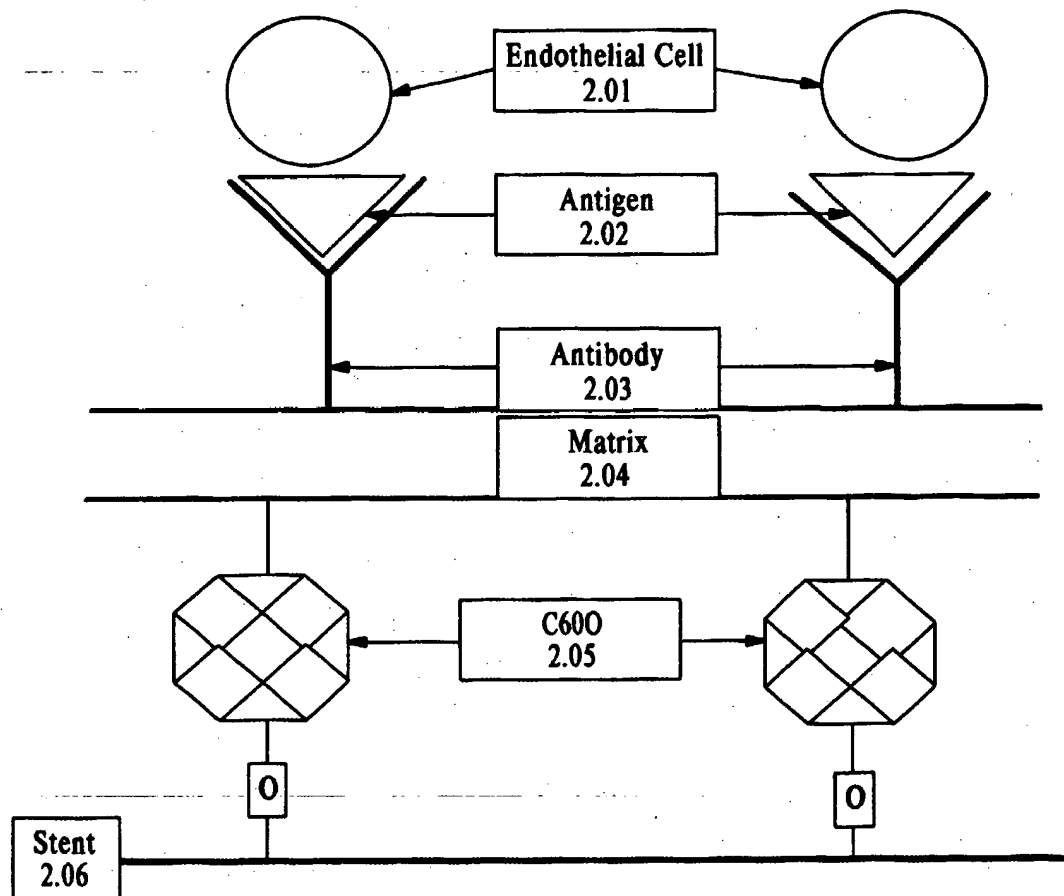 Endothelial Cell
2.01
Antigen
2.02
Antibody
2.03
Matrix
2.04
C60O
2.05
O
O
Stent
2.06